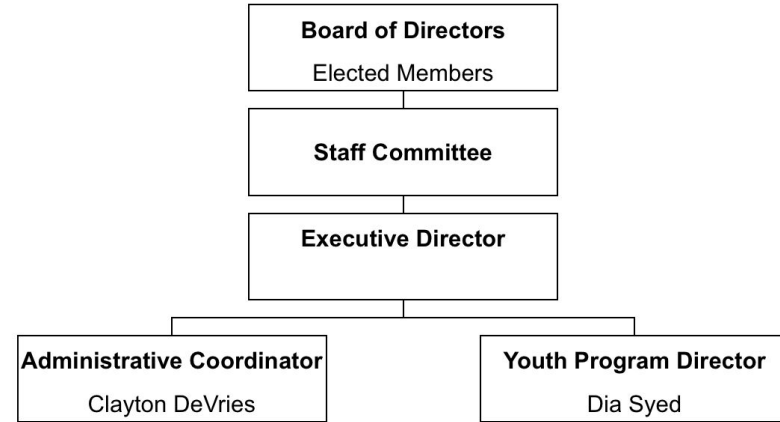 Board of Directors
Elected Members
Staff Committee
Executive Director
Administrative Coordinator
Clayton DeVries
Youth Program Director
Dia Syed